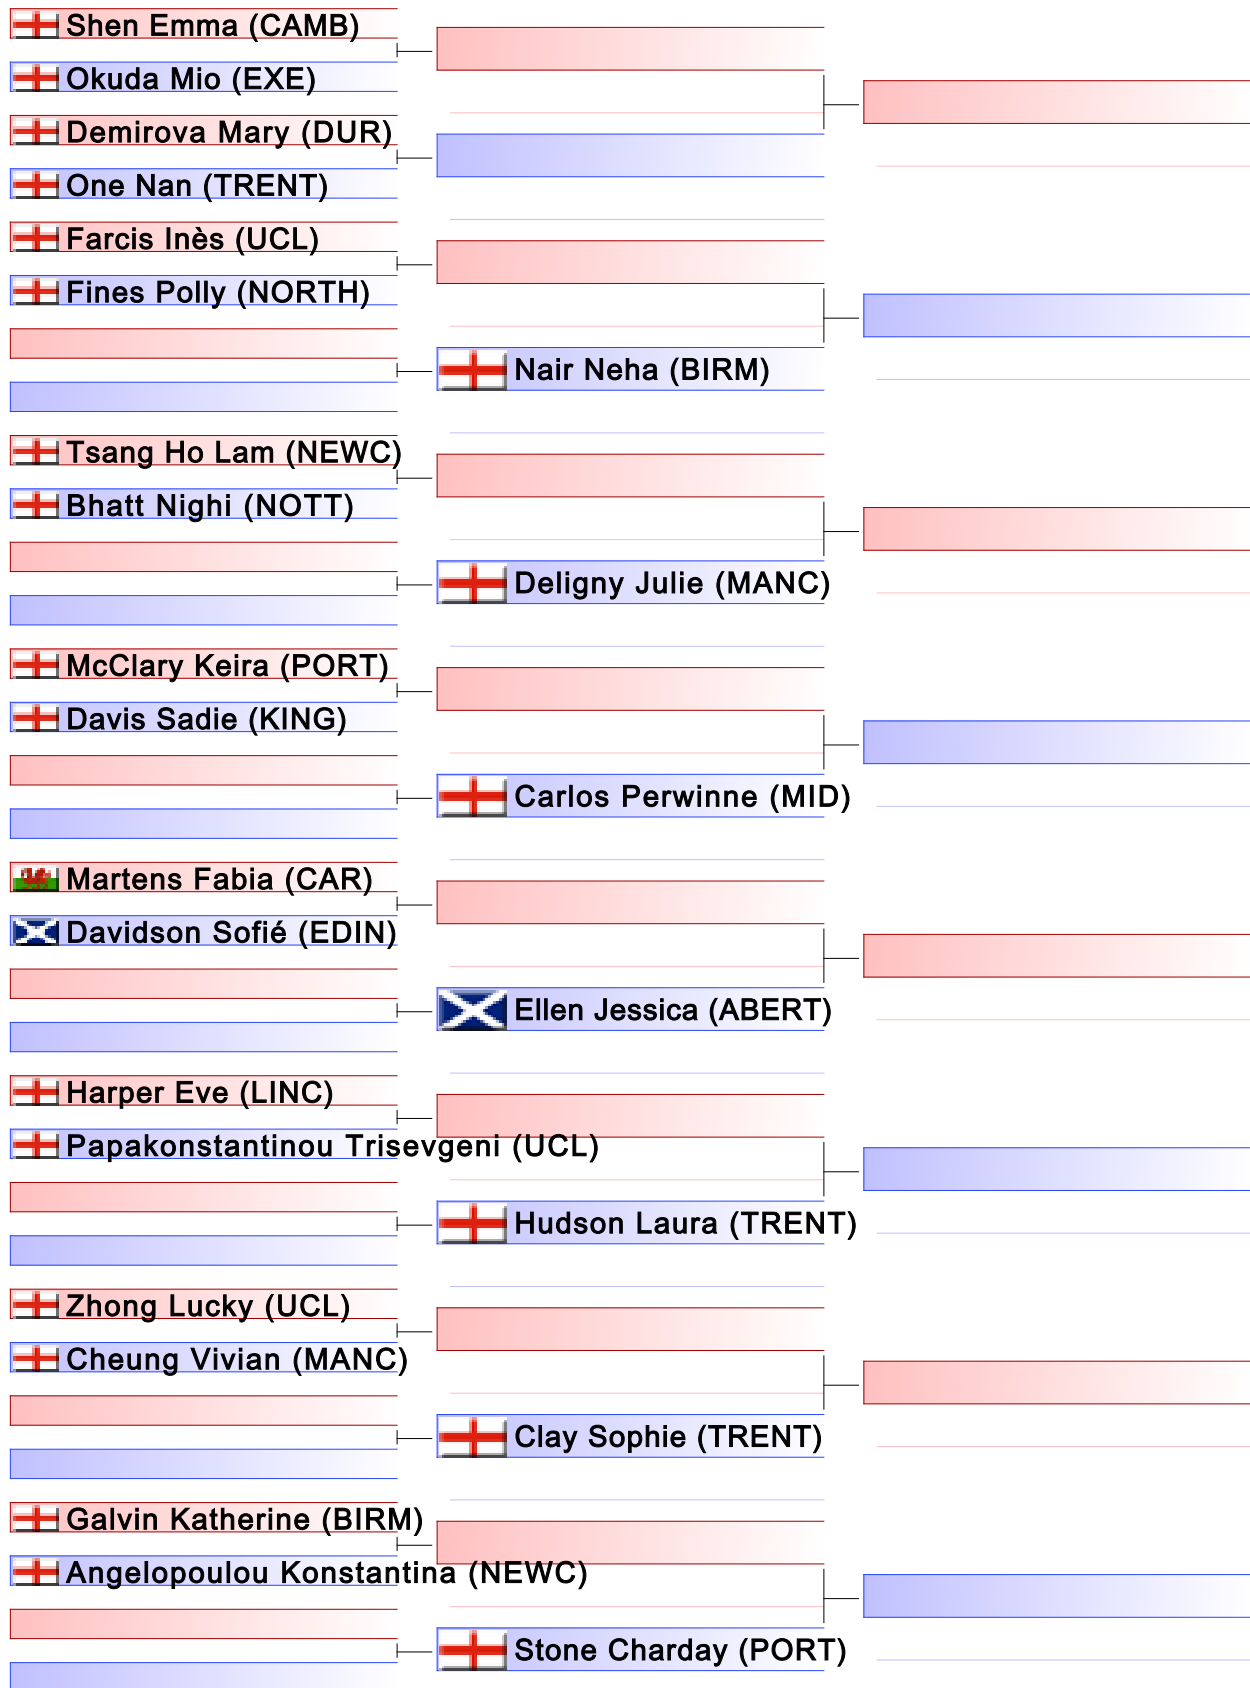 Shen Emma (CAMB)
Okuda Mio (EXE)
Demirova Mary (DUR)
One Nan (TRENT)
Farcis Inès (UCL)
Fines Polly (NORTH)
Nair Neha (BIRM)
Tsang Ho Lam (NEWC)
Bhatt Nighi (NOTT)
Deligny Julie (MANC)
McClary Keira (PORT)
Davis Sadie (KING)
Carlos Perwinne (MID)
Martens Fabia (CAR)
Davidson Sofié (EDIN)
Ellen Jessica (ABERT)
Harper Eve (LINC)
Papakonstantinou Trisevgeni (UCL)
Hudson Laura (TRENT)
Zhong Lucky (UCL)
Cheung Vivian (MANC)
Clay Sophie (TRENT)
Galvin Katherine (BIRM)
Angelopoulou Konstantina (NEWC)
Stone Charday (PORT)